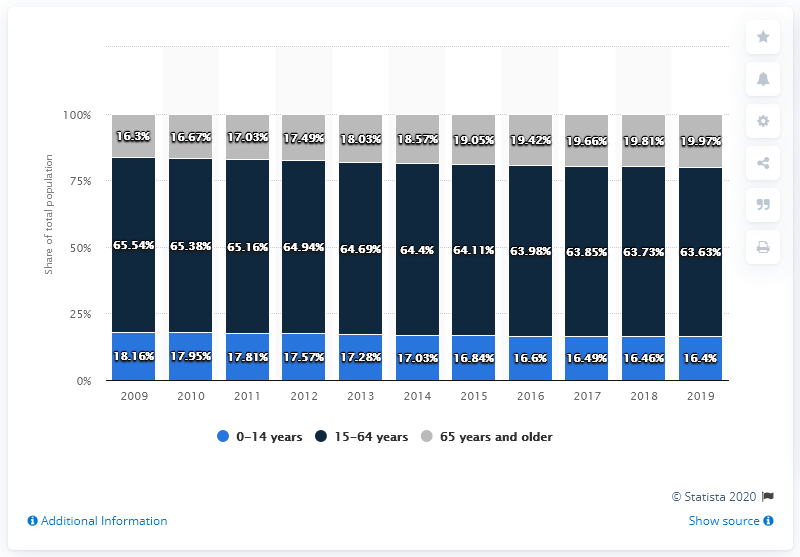 Share of total population
100%
75%
50%
25%
0%
16.3% 16.67% 17.03% 17.49% 18.03% 18.57% 19.05% 19.42% 19.66% 19.81% 19.97%
65.54% 65.38% 65.16% 64.94% 64.69% 64.4% 64.11% 63.98% 63.85% 63.73% 63.63%
18.16% 17.95% 17.81% 17.57% 17.28% 17.03% 16.84% 16.6% 16.49% 16.46% 16.4%
2009 2010 2011 2012 2013 2014 2015 2016 2017 2018 2019
0-14 years 15-64 years 65 years and older
© Statista 2020
Additional Information Show source